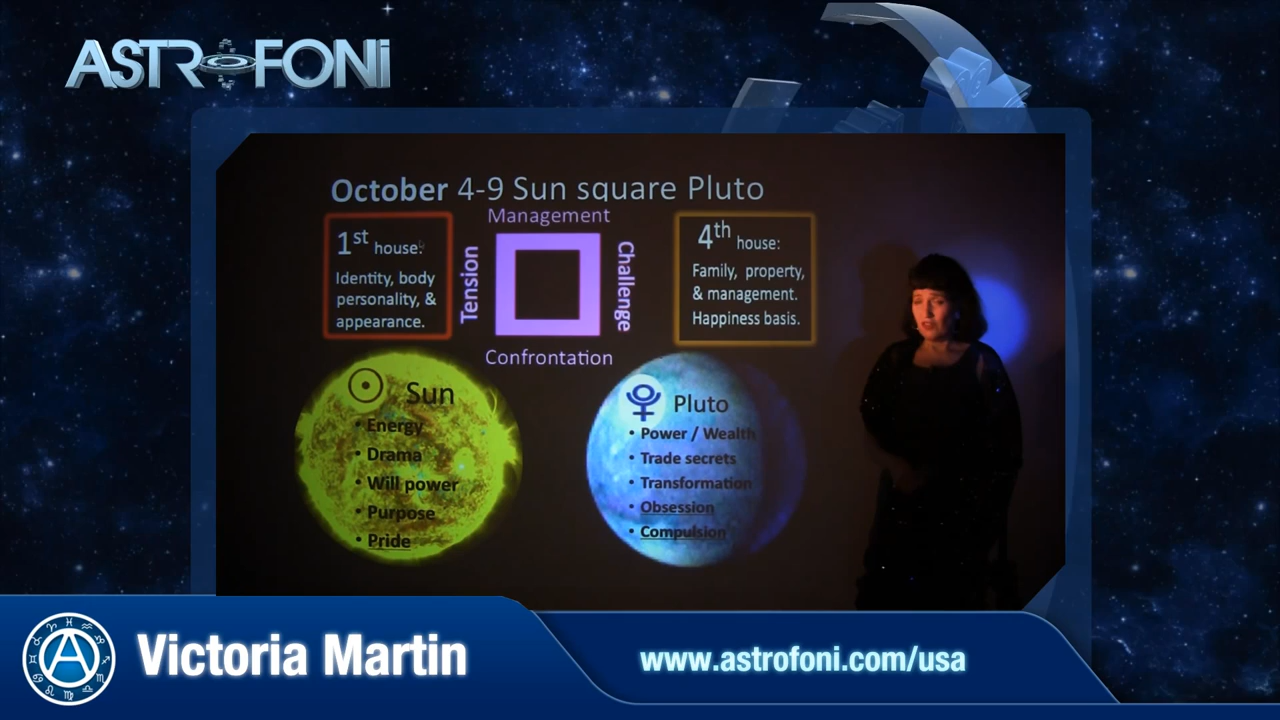 ASTROFONi
October 4-9 Sun square Pluto
Management
1st house:
Identity, body
personality, &
appearance.
Tension
Challenge
4th house:
Family, property,
& management.
Happiness basis.
Confrontation
Sun
• Energy
• Drama
• Will power
• Purpose
• Pride
Pluto
• Power / Wealth
• Trade secrets
• Transformation
• Obsession
• Compulsion
A
Victoria Martin
www.astrofoni.com/usa